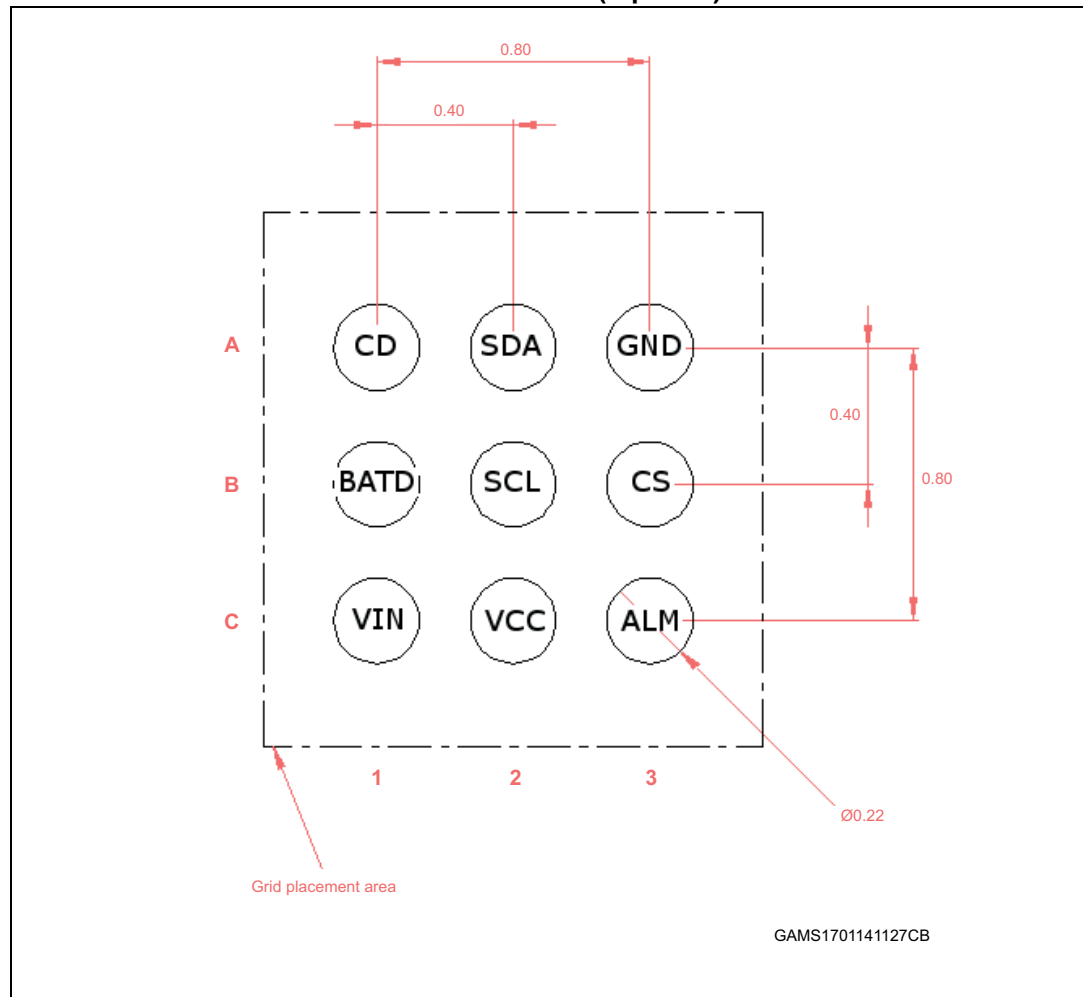 0.80
0.40
A
CD
SDA
GND
0.40
B
BATD
SCL
CS
0.80
C
VIN
VCC
ALM
1
2
3
Ø0.22
Grid placement area
GAMS1701141127CB